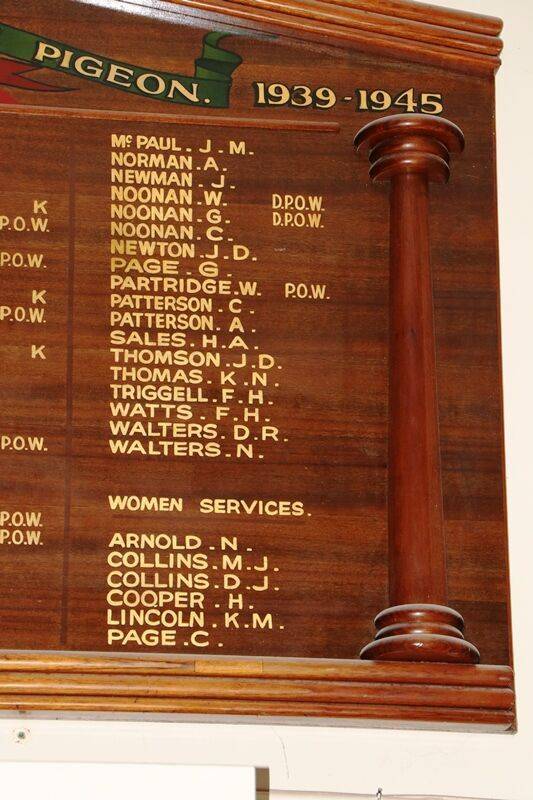 PIGEON. 1939-1945
McPAUL. J. M.
NORMAN. A.
NEWMAN. J.
NOONAN. W. D.P.O.W.
K NOONAN. G. D.P.O.W.
P.O.W. NOONAN. C.
NEWTON. J. D.
P.O.W. PAGE. G.
PARTRIDGE. W. P.O.W.
K PATTERSON. C.
P.O.W. PATTERSON. A.
SALES. H. A.
K THOMSON. J. D.
THOMAS. K. N.
TRIGGELL. F. H.
WATTS. F. H.
WALTERS. D. R.
P.O.W. WALTERS. N.
WOMEN SERVICES.
P.O.W.
P.O.W. ARNOLD. N.
COLLINS. M. J.
COLLINS. D. J.
COOPER. H.
LINCOLN. K. M.
PAGE. C.